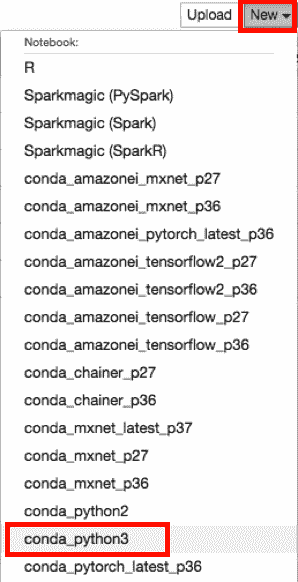 Upload New
Notebook:
R
Sparkmagic (PySpark)
Sparkmagic (Spark)
Sparkmagic (SparkR)
conda_amazonei_mxnet_p27
conda_amazonei_mxnet_p36
conda_amazonei_pytorch_latest_p36
conda_amazonei_tensorflow2_p27
conda_amazonei_tensorflow2_p36
conda_amazonei_tensorflow_p27
conda_amazonei_tensorflow_p36
conda_chainer_p27
conda_chainer_p36
conda_mxnet_latest_p37
conda_mxnet_p27
conda_mxnet_p36
conda_python2
conda_python3
conda_pytorch_latest_p36